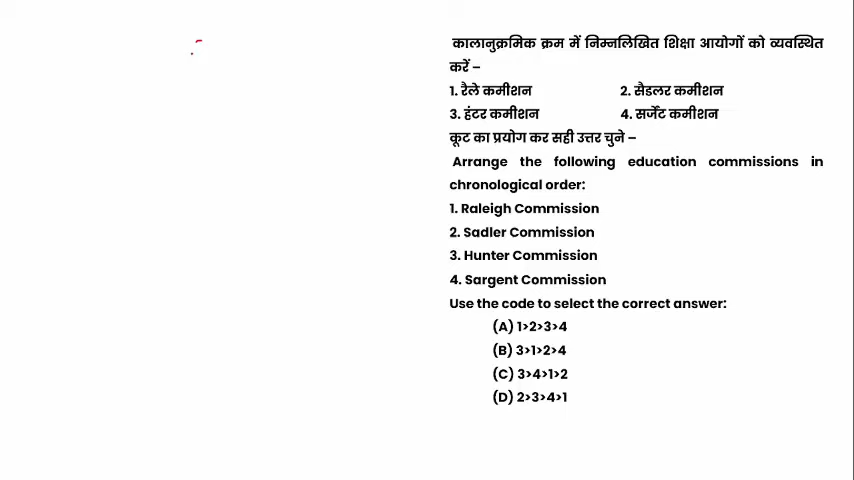 कालानुक्रमिक क्रम में निम्नलिखित शिक्षा आयोगों को व्यवस्थित
करें –
1. रैले कमीशन 2. सैडलर कमीशन
3. हंटर कमीशन 4. सर्जेंट कमीशन
कूट का प्रयोग कर सही उत्तर चुने –
Arrange the following education commissions in
chronological order:
1. Raleigh Commission
2. Sadler Commission
3. Hunter Commission
4. Sargent Commission
Use the code to select the correct answer:
(A) 1>2>3>4
(B) 3>1>2>4
(C) 3>4>1>2
(D) 2>3>4>1